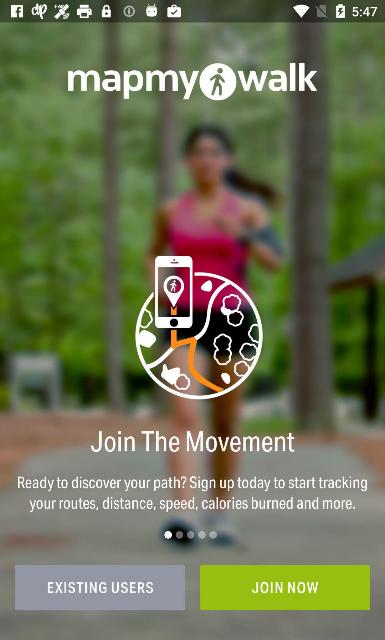 5:47
mapmywalk
Join The Movement
Ready to discover your path? Sign up today to start tracking
your routes, distance, speed, calories burned and more.
EXISTING USERS
JOIN NOW